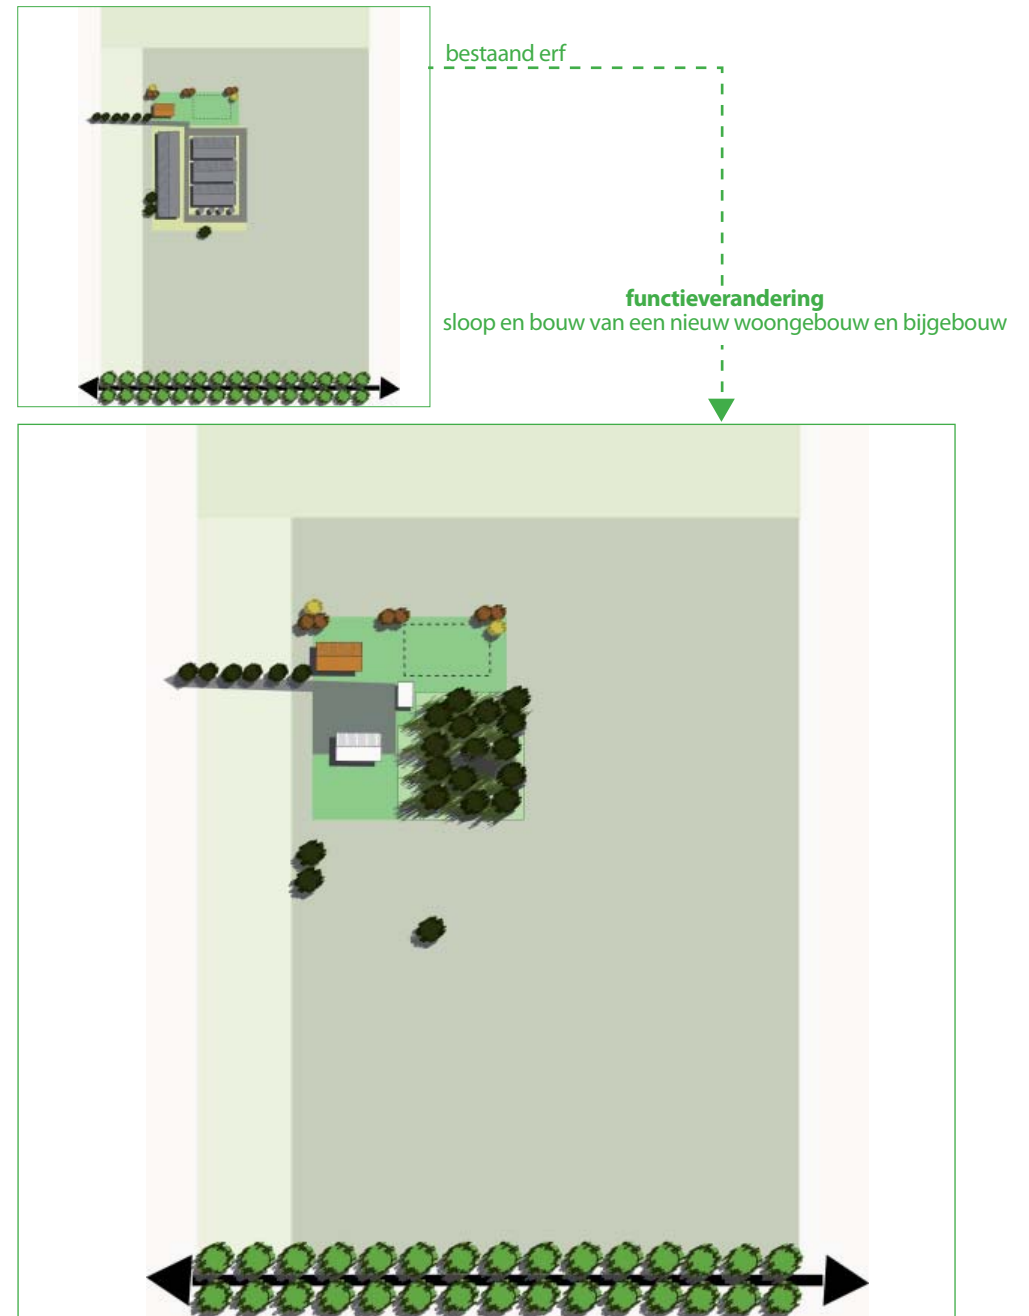 bestaand erf
functieverandering
sloop en bouw van een nieuw woongebouw en bijgebouw